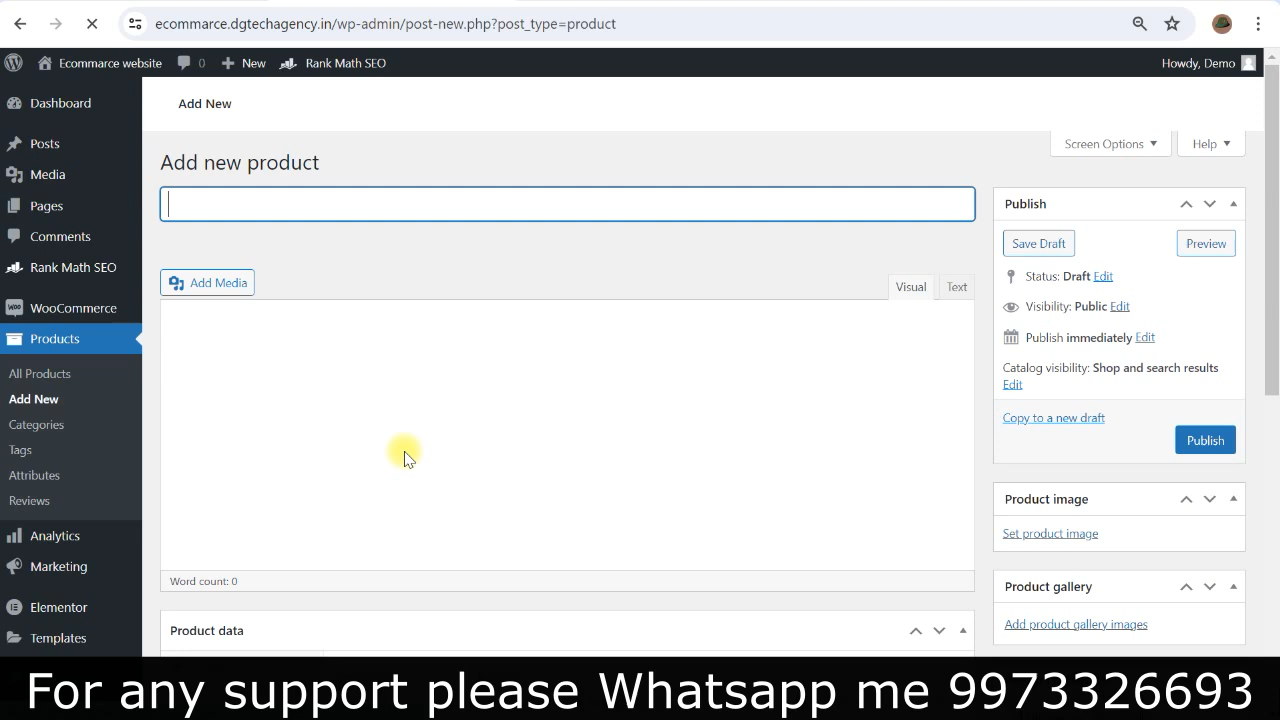 ecommerce.dgtechagency.in/wp-admin/post-new.php?post_type=product
Ecommerce website
0
New
Rank Math SEO
Howdy, Demo
Dashboard
Posts
Media
Pages
Comments
Rank Math SEO
WooCommerce
Products
All Products
Add New
Categories
Tags
Attributes
Reviews
Analytics
Marketing
Elementor
Templates
Add New
Screen Options
Help
Add new product
Add Media
Visual
Text
Word count: 0
Product data
Publish
Save Draft
Preview
Status: Draft Edit
Visibility: Public Edit
Publish immediately Edit
Catalog visibility: Shop and search results
Edit
Copy to a new draft
Publish
Product image
Set product image
Product gallery
Add product gallery images
For any support please Whatsapp me 9973326693